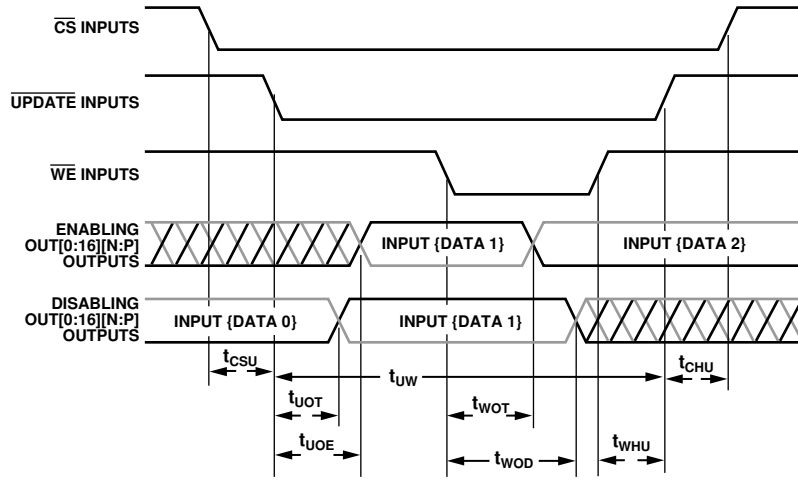 CS INPUTS
UPDATE INPUTS
WE INPUTS
ENABLING
OUT[0:16][N:P]
OUTPUTS
INPUT {DATA 1}
INPUT {DATA 2}
DISABLING
OUT[0:16][N:P]
OUTPUTS
INPUT {DATA 0}
INPUT {DATA 1}
tCSU
tUW
tCHU
tUOT
tWOT
tUOE
tWOD
tWHU